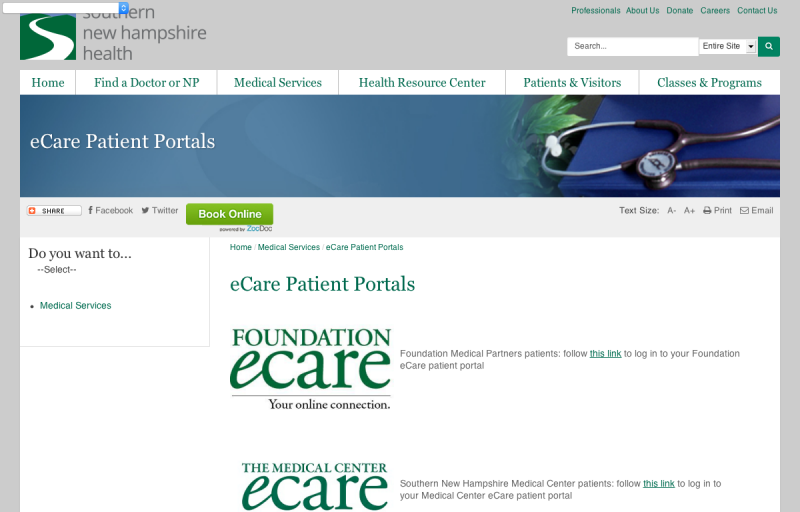 southern
new hampshire
health
Professionals About Us Donate Careers Contact Us
Search... Entire Site
Home Find a Doctor or NP Medical Services Health Resource Center Patients & Visitors Classes & Programs
eCare Patient Portals
SHARE Facebook Twitter Book Online Text Size: A- A+ Print Email
powered by ZocDoc
Do you want to...
--Select--
Medical Services
Home / Medical Services / eCare Patient Portals
eCare Patient Portals
FOUNDATION
ecare
Your online connection.
Foundation Medical Partners patients: follow this link to log in to your Foundation
eCare patient portal
THE MEDICAL CENTER
ecare
Southern New Hampshire Medical Center patients: follow this link to log in to
your Medical Center eCare patient portal